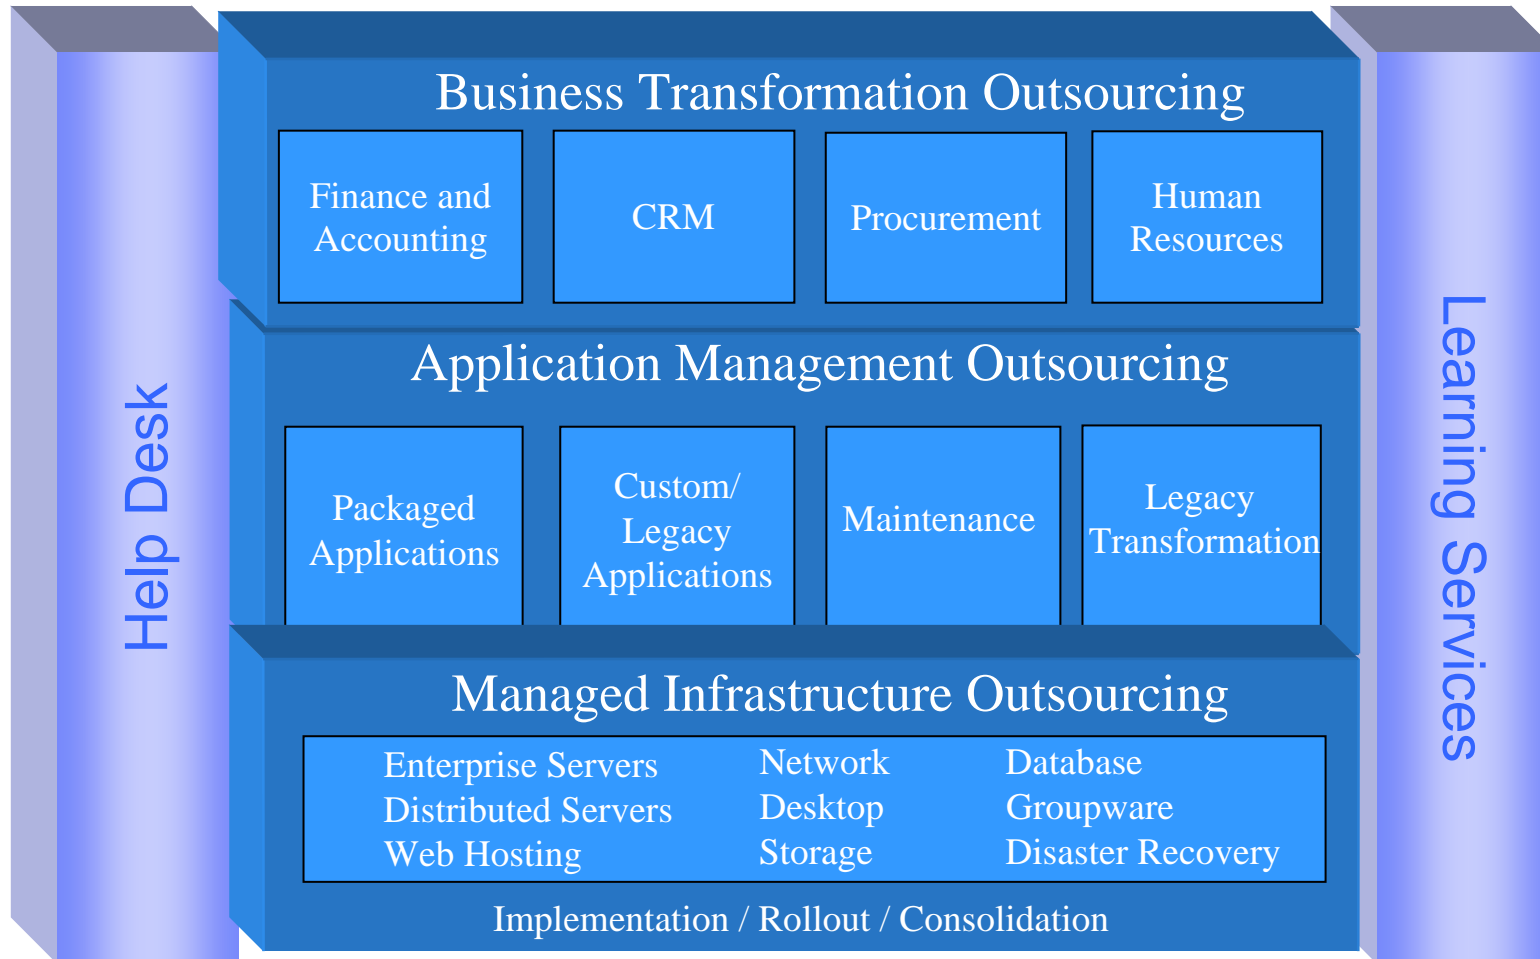 Help Desk
Business Transformation Outsourcing
Finance and
Accounting
CRM
Procurement
Human
Resources
Application Management Outsourcing
Packaged
Applications
Custom/
Legacy
Applications
Maintenance
Legacy
Transformation
Managed Infrastructure Outsourcing
Enterprise Servers
Distributed Servers
Web Hosting
Network
Desktop
Storage
Database
Groupware
Disaster Recovery
Implementation / Rollout / Consolidation
Learning Services